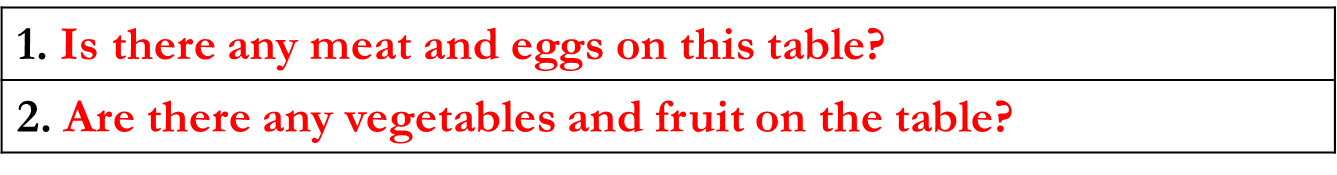 1. Is there any meat and eggs on this table?
2. Are there any vegetables and fruit on the table?